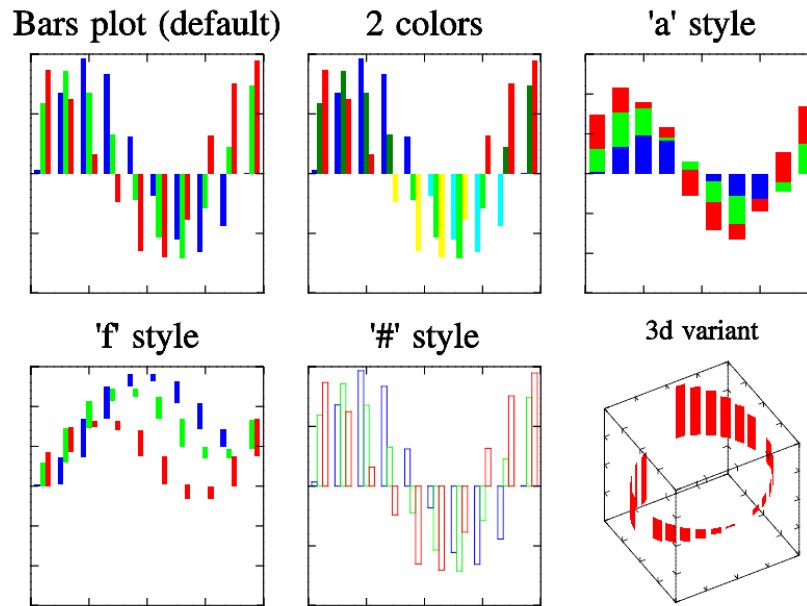 Bars plot (default)
2 colors
'a' style
'f' style
'#' style
3d variant